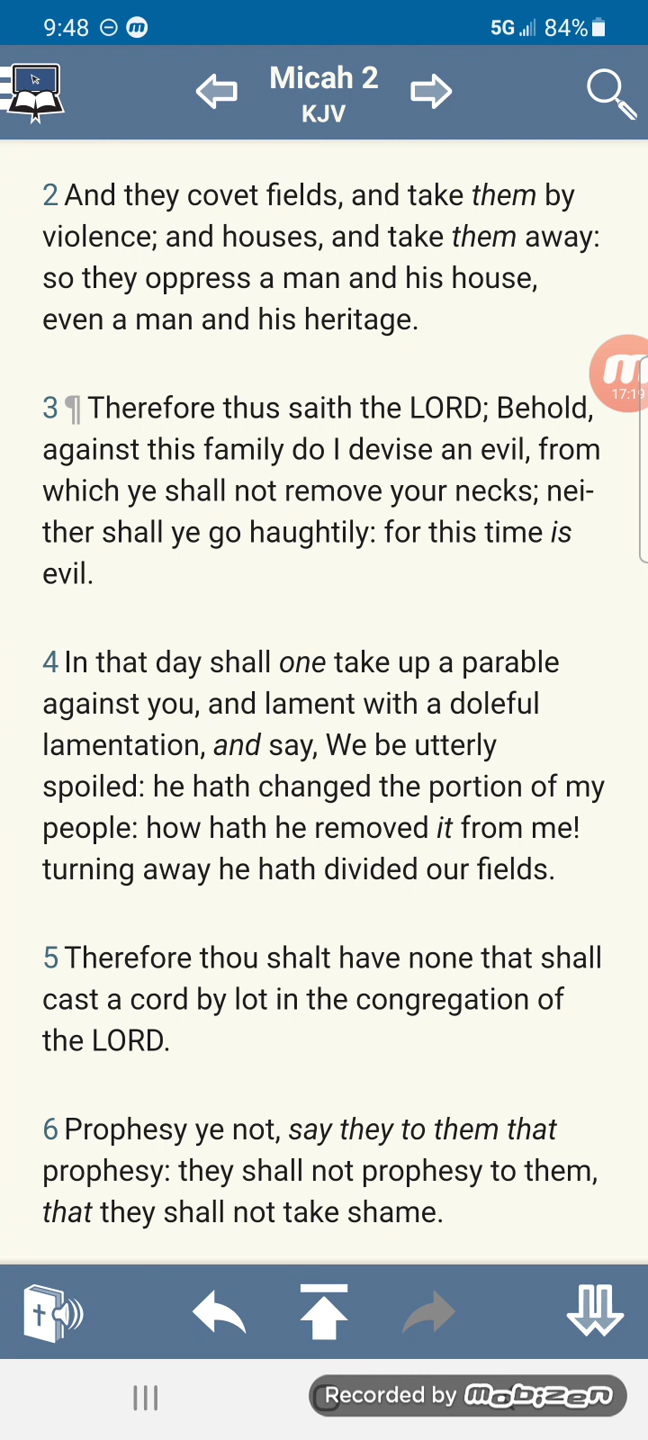 9:48
5G 84%
Micah 2
KJV
2 And they covet fields, and take them by
violence; and houses, and take them away:
so they oppress a man and his house,
even a man and his heritage.
17:19
3 ¶ Therefore thus saith the LORD; Behold,
against this family do I devise an evil, from
which ye shall not remove your necks; nei-
ther shall ye go haughtily: for this time is
evil.
4 In that day shall one take up a parable
against you, and lament with a doleful
lamentation, and say, We be utterly
spoiled: he hath changed the portion of my
people: how hath he removed it from me!
turning away he hath divided our fields.
5 Therefore thou shalt have none that shall
cast a cord by lot in the congregation of
the LORD.
6 Prophesy ye not, say they to them that
prophesy: they shall not prophesy to them,
that they shall not take shame.
Recorded by mobizen